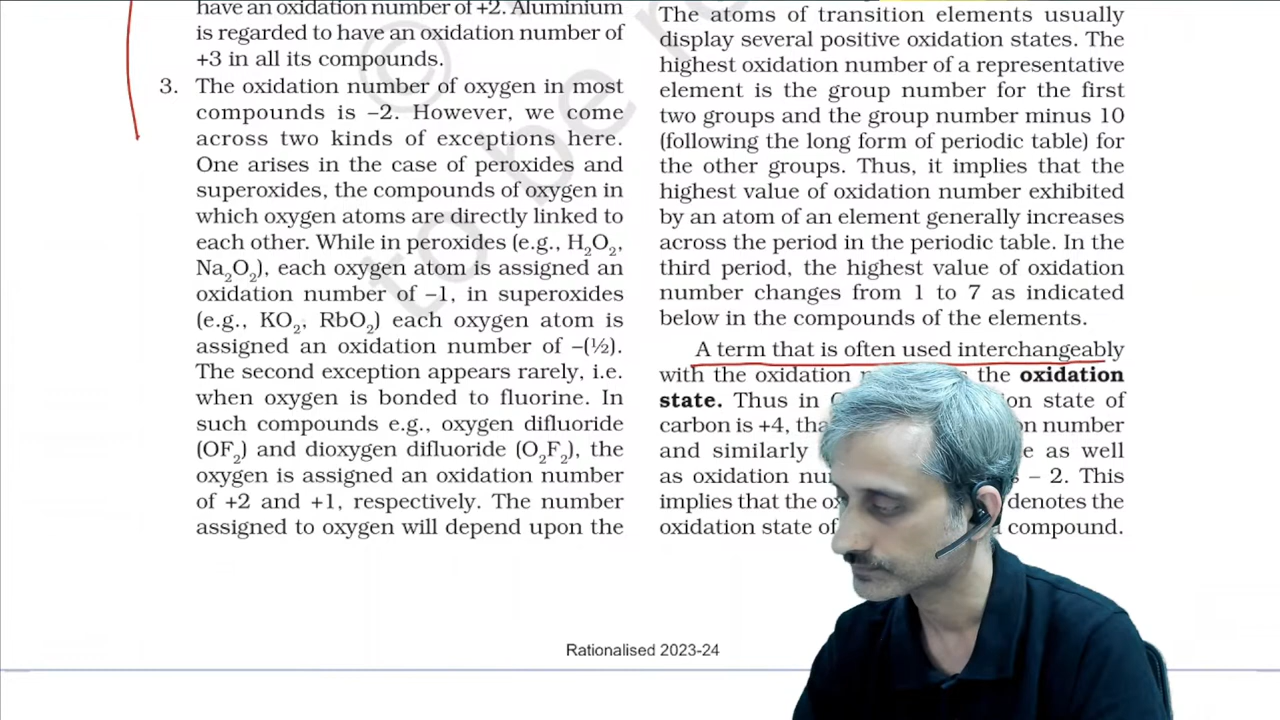 have an oxidation number of +2. Aluminium
is regarded to have an oxidation number of
+3 in all its compounds.
3. The oxidation number of oxygen in most
compounds is –2. However, we come
across two kinds of exceptions here.
One arises in the case of peroxides and
superoxides, the compounds of oxygen in
which oxygen atoms are directly linked to
each other. While in peroxides (e.g., H₂O₂,
Na₂O₂), each oxygen atom is assigned an
oxidation number of –1, in superoxides
(e.g., KO₂, RbO₂) each oxygen atom is
assigned an oxidation number of –(½).
The second exception appears rarely, i.e.
when oxygen is bonded to fluorine. In
such compounds e.g., oxygen difluoride
(OF₂) and dioxygen difluoride (O₂F₂), the
oxygen is assigned an oxidation number
of +2 and +1, respectively. The number
assigned to oxygen will depend upon the
The atoms of transition elements usually
display several positive oxidation states. The
highest oxidation number of a representative
element is the group number for the first
two groups and the group number minus 10
(following the long form of periodic table) for
the other groups. Thus, it implies that the
highest value of oxidation number exhibited
by an atom of an element generally increases
across the period in the periodic table. In the
third period, the highest value of oxidation
number changes from 1 to 7 as indicated
below in the compounds of the elements.
A term that is often used interchangeably
with the oxidation the oxidation
state. Thus in state of
carbon is +4, number
and similarly as well
as oxidation – 2. This
implies that the denotes the
oxidation state of compound.
© to be
Rationalised 2023-24